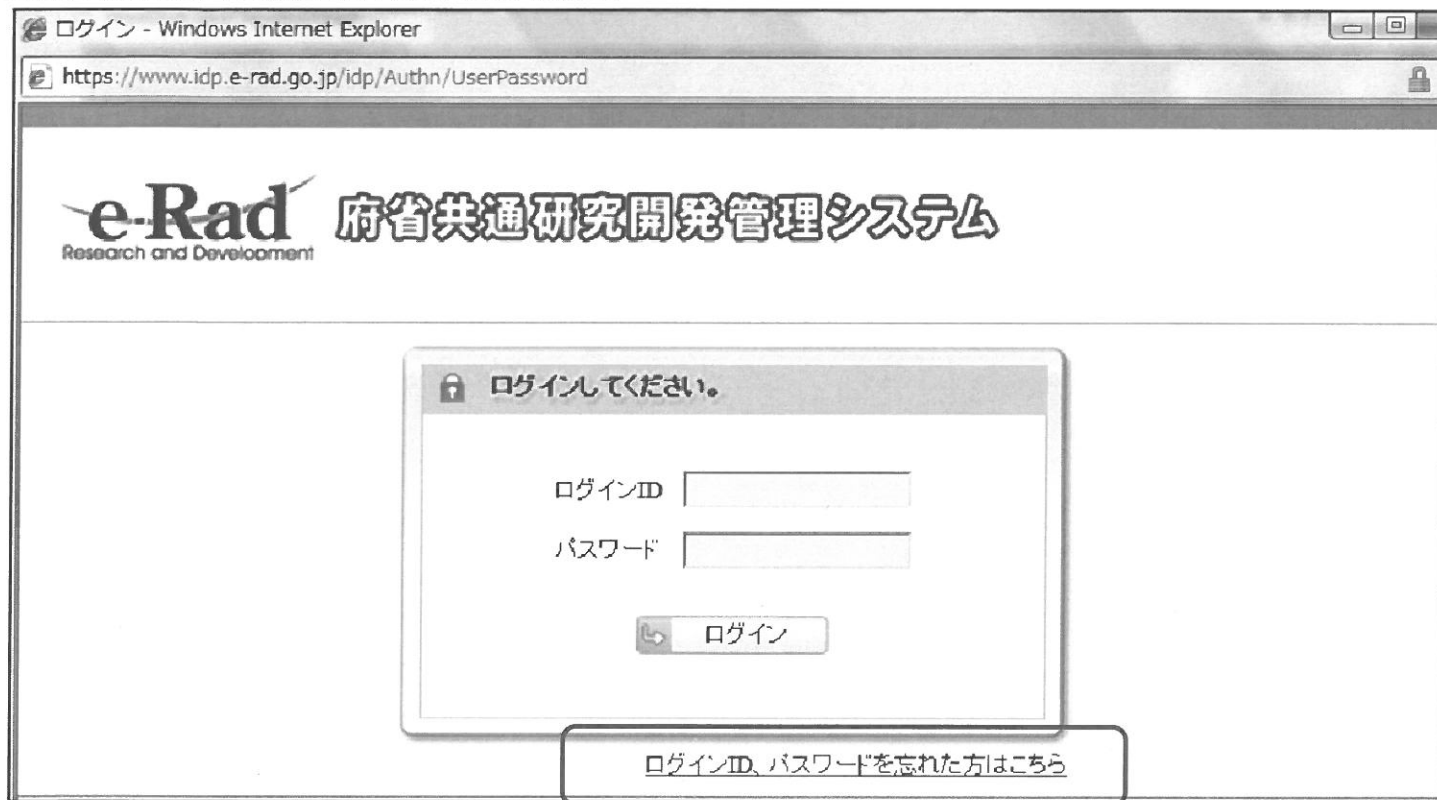 ログイン - Windows Internet Explorer
https://www.idp.e-rad.go.jp/idp/Authn/UserPassword
e-Rad 府省共通研究開発管理システム
Research and Development
ログインしてください。
ログインID
パスワード
ログイン
ログインID、パスワードを忘れた方はこちら